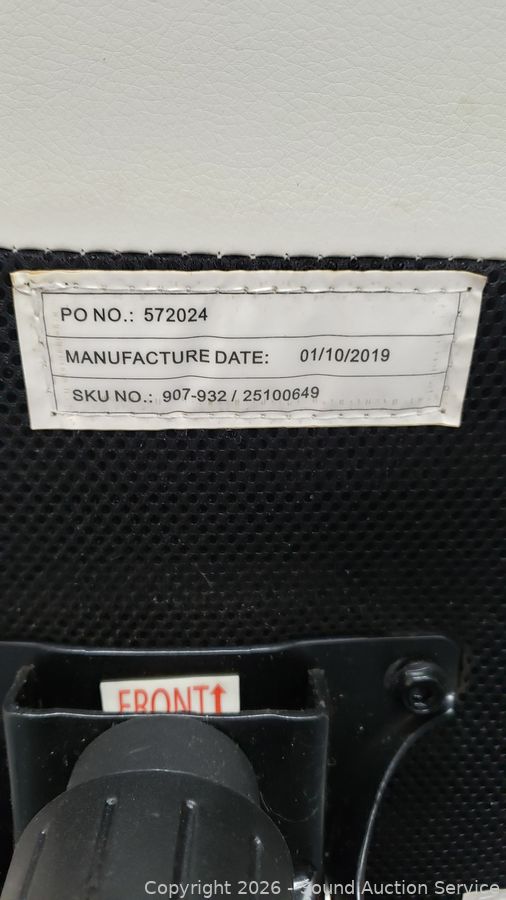 PO NO.: 572024
MANUFACTURE DATE: 01/10/2019
SKU NO.: 907-932 / 25100649
FRONT↑
Copyright 2026 - Sound Auction Service